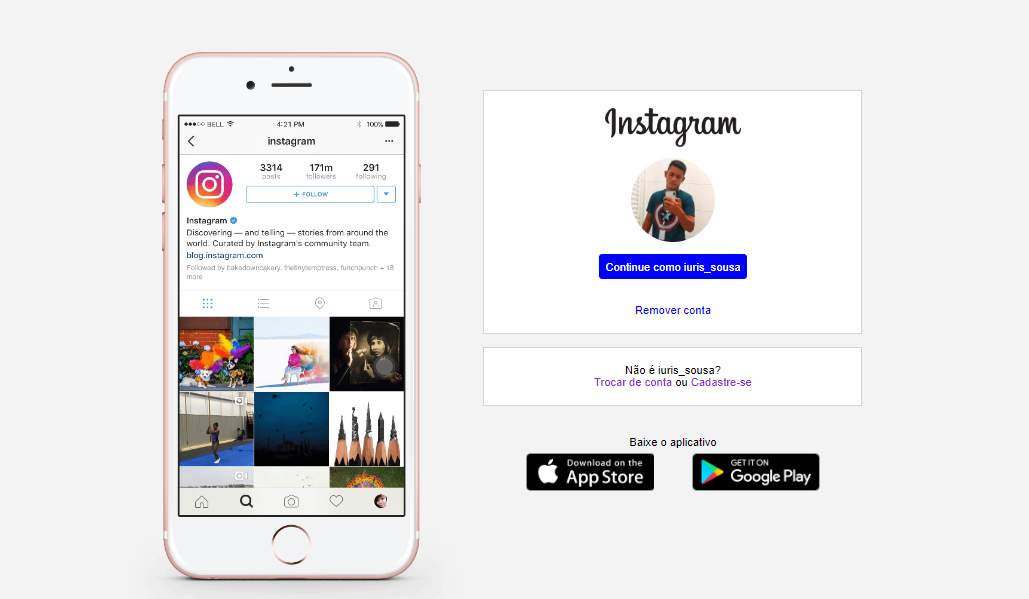 BELL
4:21 PM
100%
instagram
3314
171m
291
posts
followers
following
+ FOLLOW
Instagram
Discovering — and telling — stories from around the
world. Curated by Instagram's community team.
blog.instagram.com
Followed by bakedowncakery, thetinytemptress, funchpunch + 18
more
Instagram
Continue como iuris_sousa
Remover conta
Não é iuris_sousa?
Trocar de conta ou Cadastre-se
Baixe o aplicativo
Download on the
App Store
GET IT ON
Google Play